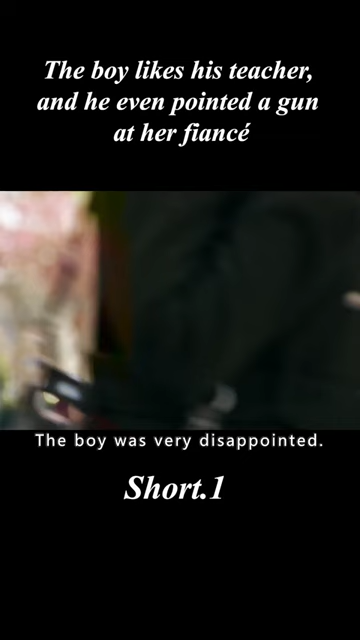 The boy likes his teacher,
and he even pointed a gun
at her fiancé
The boy was very disappointed.
Short.1